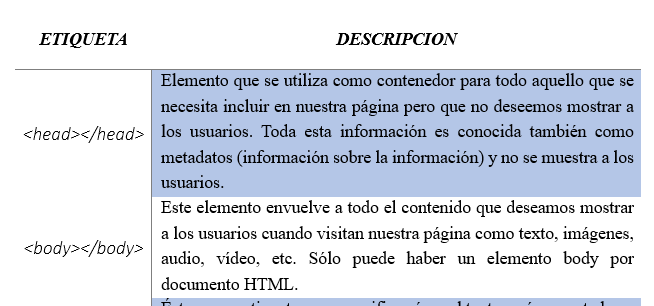 ETIQUETA DESCRIPCION
Elemento que se utiliza como contenedor para todo aquello que se
necesita incluir en nuestra página pero que no deseemos mostrar a
<head></head> los usuarios. Toda esta información es conocida también como
metadatos (información sobre la información) y no se muestra a los
usuarios.
Este elemento envuelve a todo el contenido que deseamos mostrar
a los usuarios cuando visitan nuestra página como texto, imágenes,
<body></body> audio, vídeo, etc. Sólo puede haber un elemento body por
documento HTML.